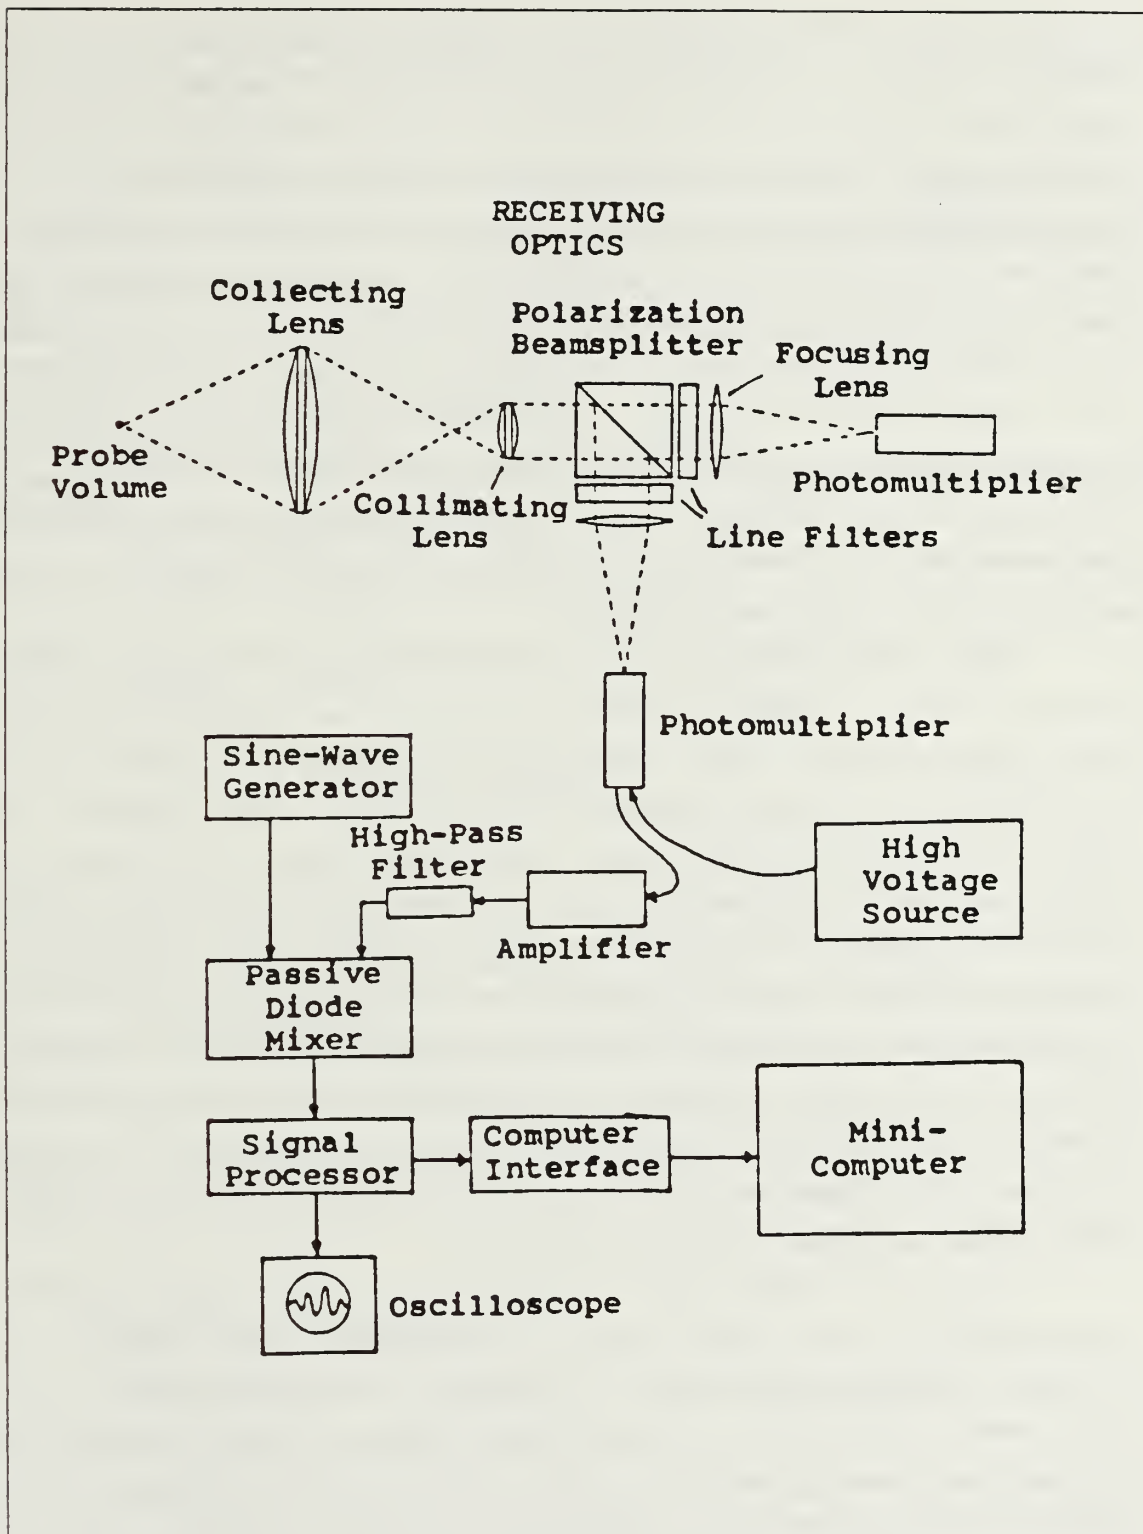 RECEIVING
OPTICS
Collecting
Lens
Polarization
Beamsplitter
Focusing
Lens
Probe
Volume
Collimating
Lens
Photomultiplier
Line Filters
Photomultiplier
Sine-Wave
Generator
High-Pass
Filter
High
Voltage
Source
Amplifier
Passive
Diode
Mixer
Signal
Processor
Computer
Interface
Mini-
Computer
Oscilloscope